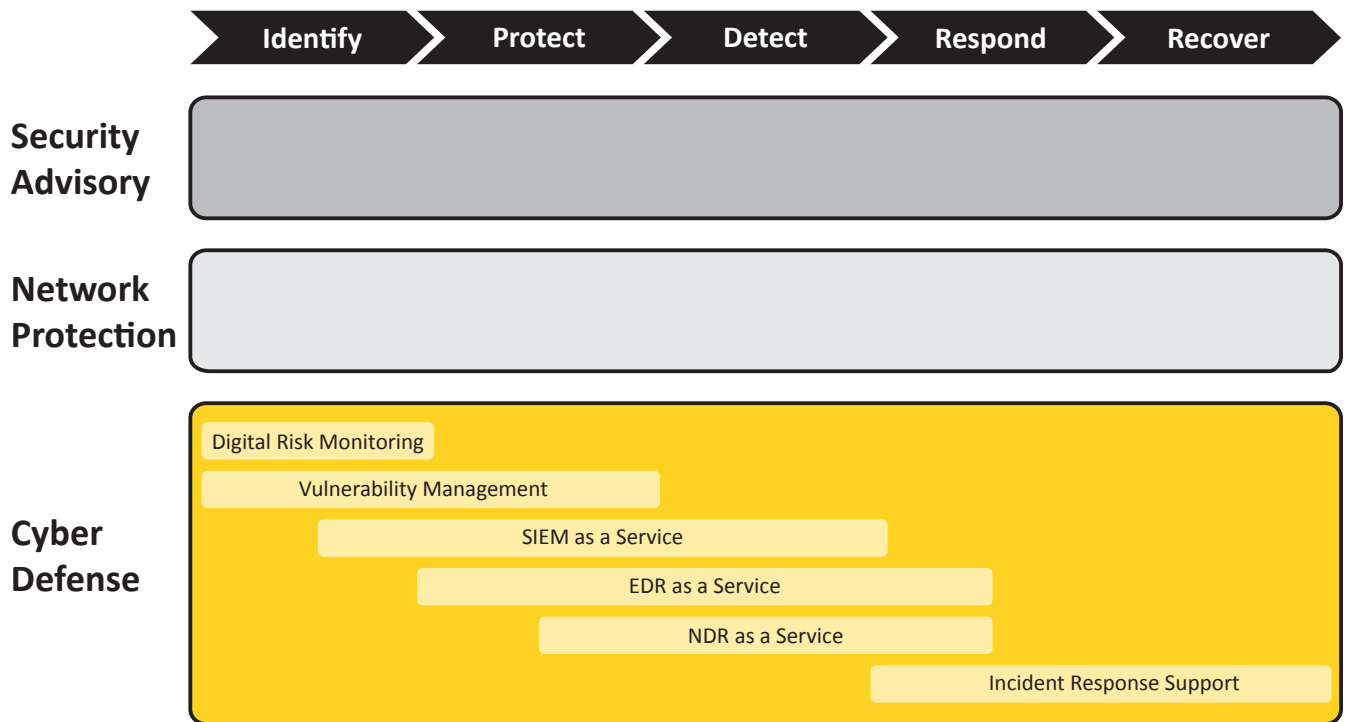 Identify Protect Detect Respond Recover
Security
Advisory
Network
Protection
Cyber
Defense
Digital Risk Monitoring
Vulnerability Management
SIEM as a Service
EDR as a Service
NDR as a Service
Incident Response Support